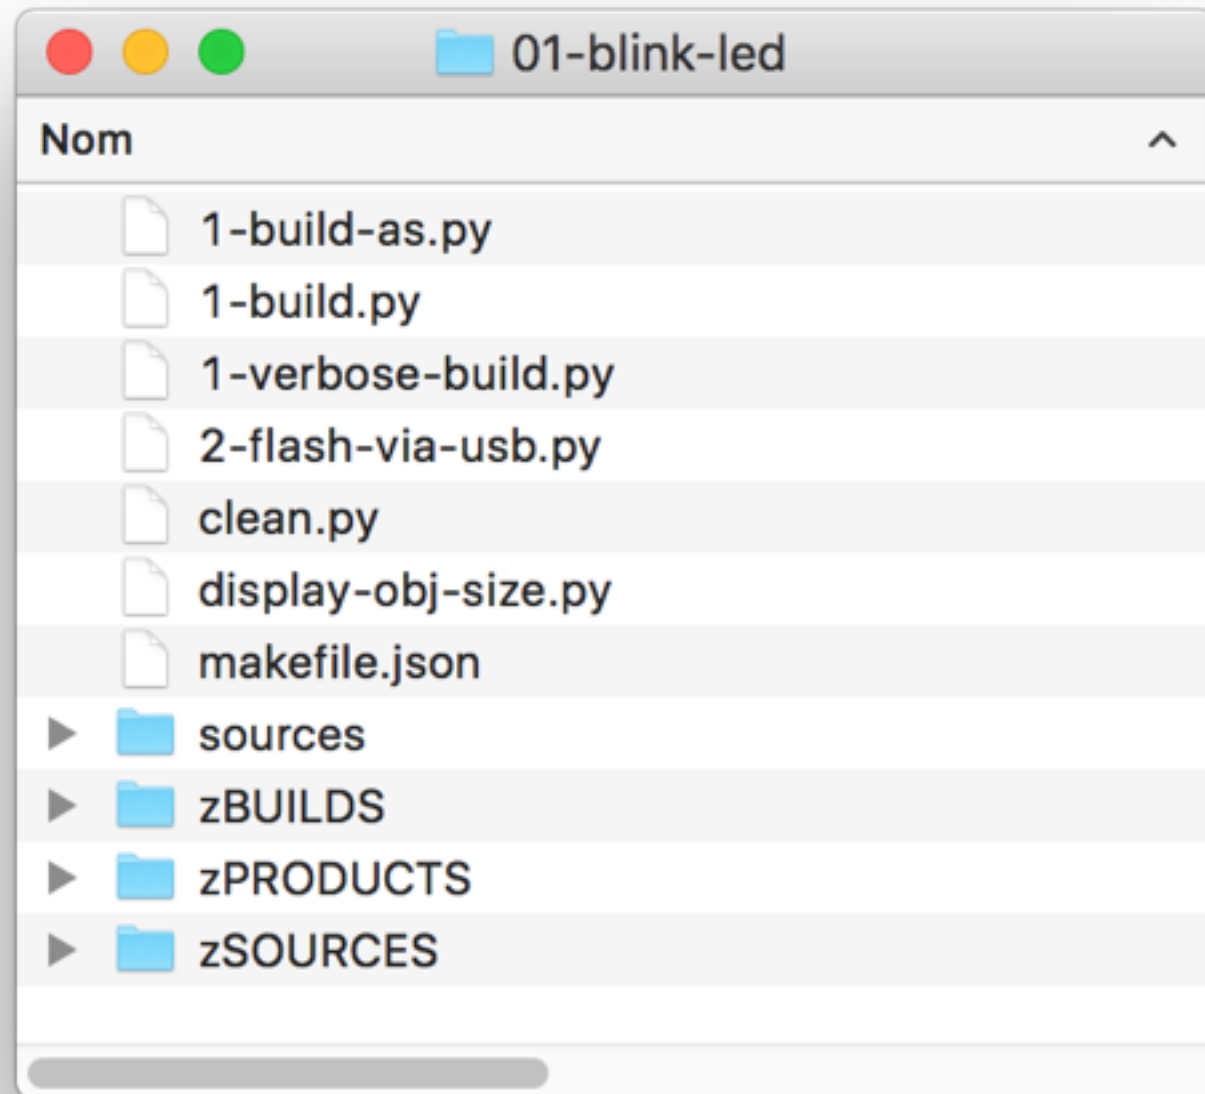 01-blink-led
Nom
1-build-as.py
1-build.py
1-verbose-build.py
2-flash-via-usb.py
clean.py
display-obj-size.py
makefile.json
sources
zBUILDS
zPRODUCTS
zSOURCES